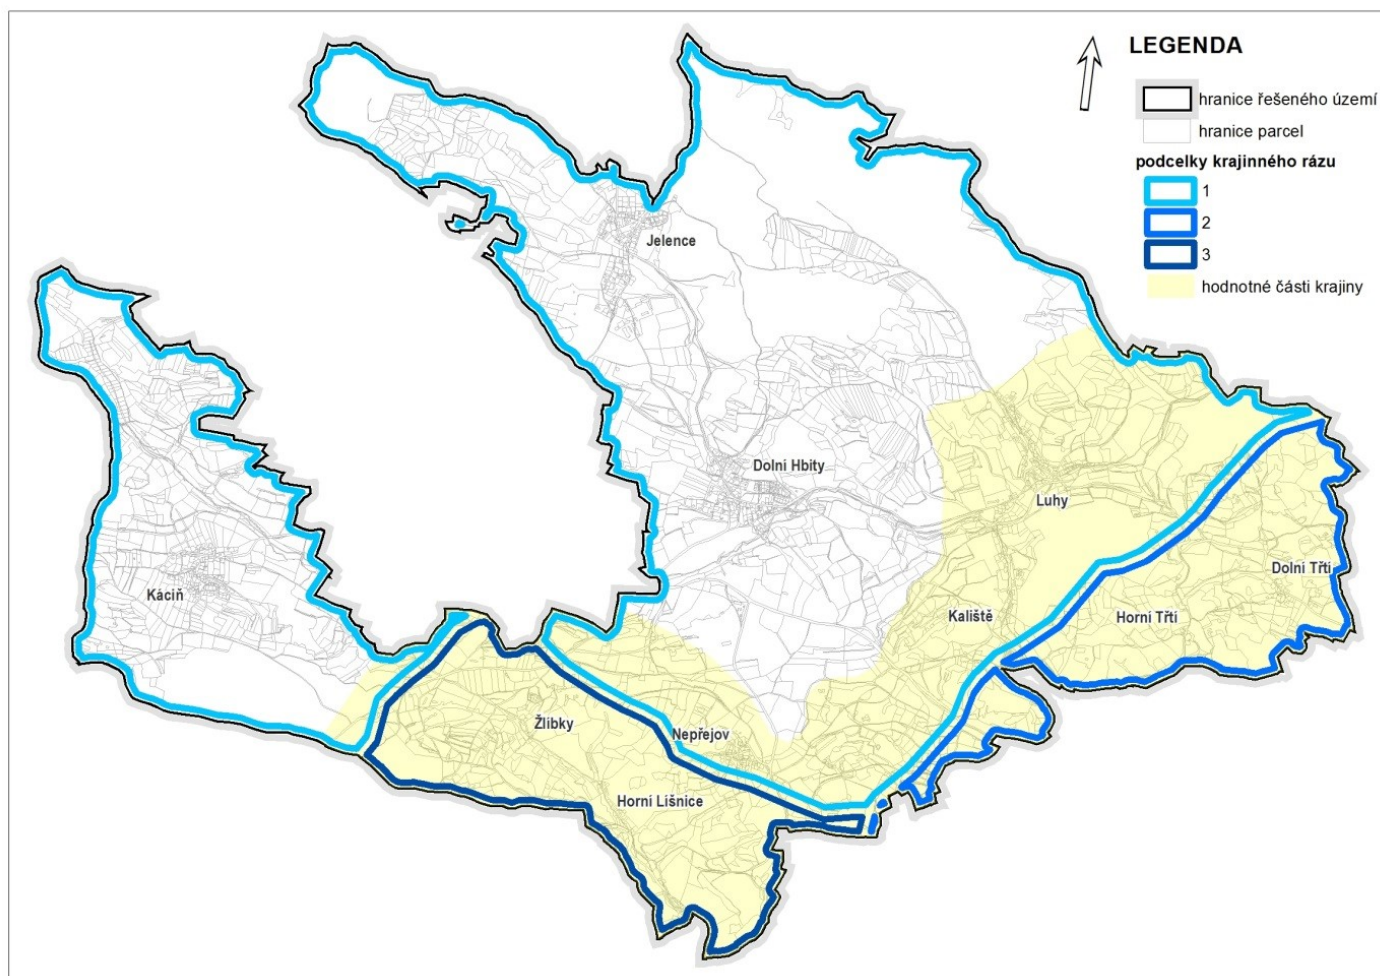 LEGENDA
hranice řešeného území
hranice parcel
podcelky krajinného rázu
1
2
3
hodnotné části krajiny
Jelence
Dolní Hbity
Luhy
Dolní Třtí
Káciň
Kaliště
Horní Třtí
Žlibky
Nepřejov
Horní Líšnice